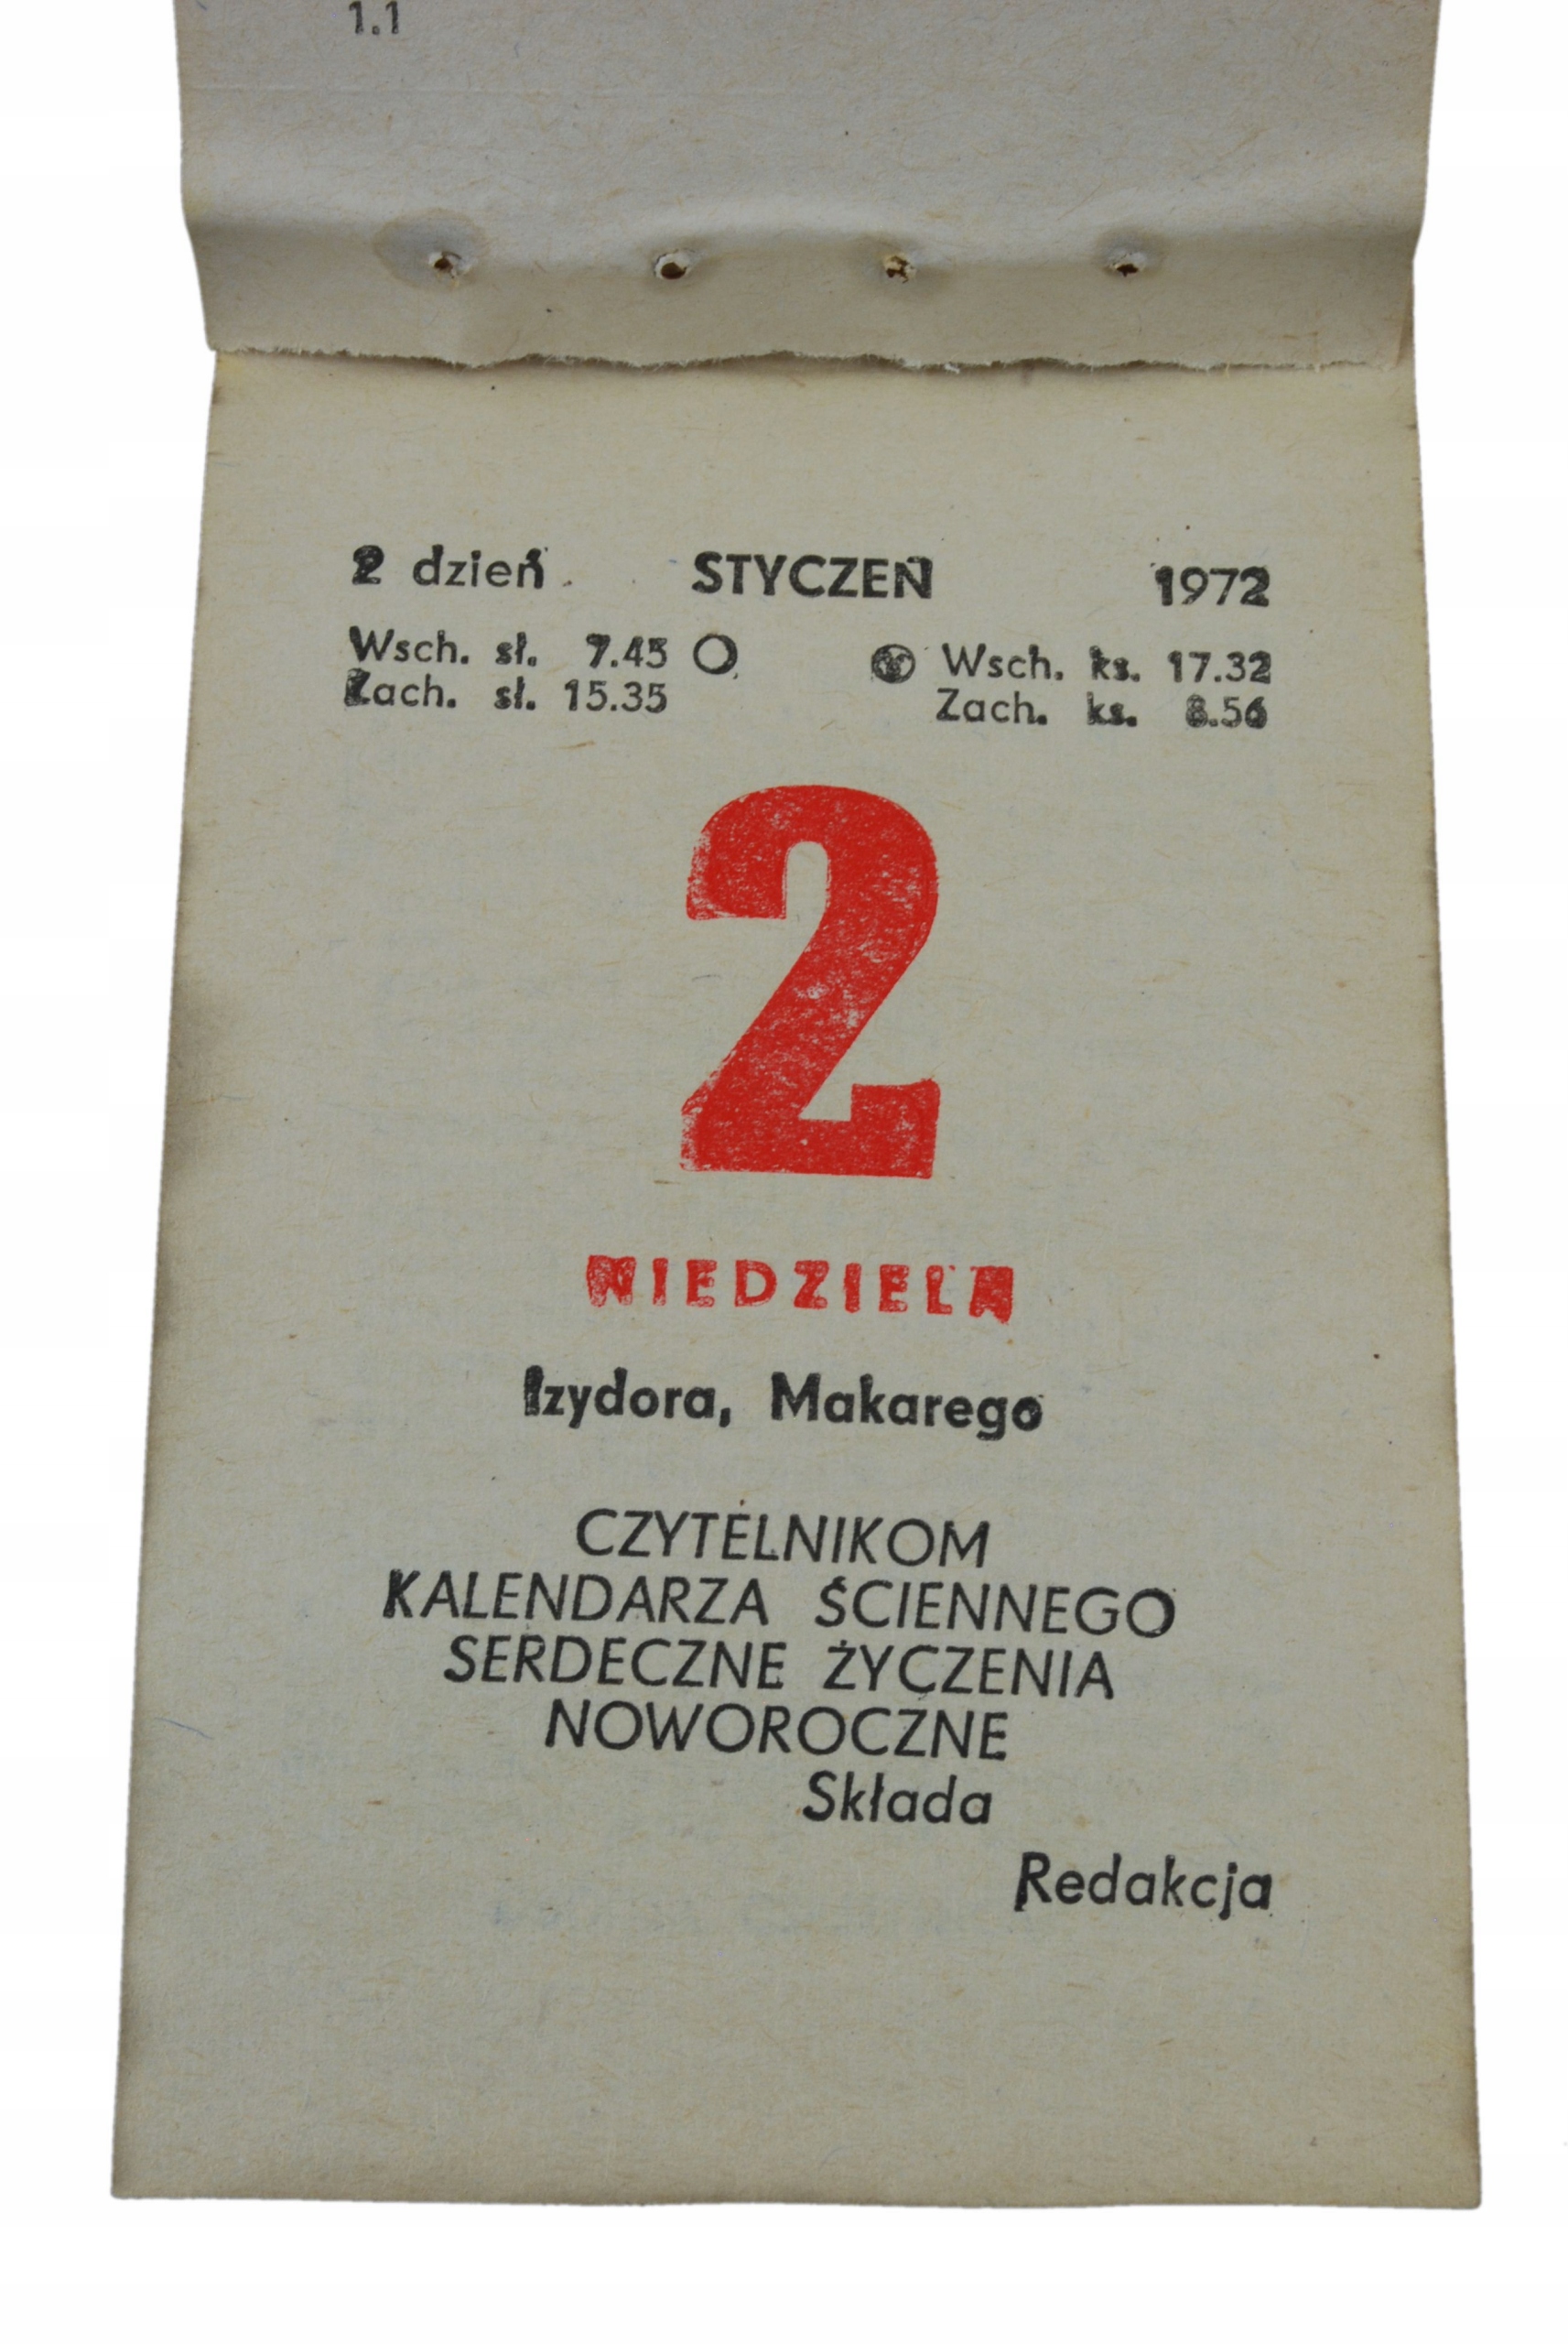 1.1
2 dzień STYCZEŃ 1972
Wsch. sł. 7.45 Wsch. ks. 17.32
Zach. sł. 15.35 Zach. ks. 8.56
2
NIEDZIELA
Izydora, Makarego
CZYTELNIKOM
KALENDARZA ŚCIENNEGO
SERDECZNE ŻYCZENIA
NOWOROCZNE
Składa
Redakcja